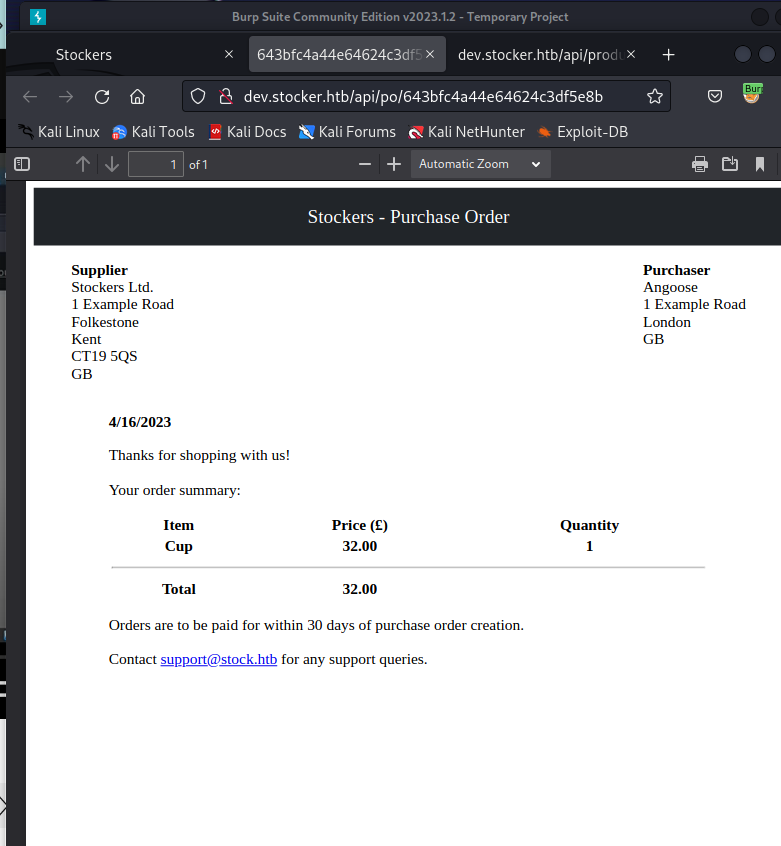 Burp Suite Community Edition v2023.1.2 - Temporary Project
Stockers × 643bfc4a44e64624c3df5 × dev.stocker.htb/api/produ × +
dev.stocker.htb/api/po/643bfc4a44e64624c3df5e8b
Burp
Kali Linux Kali Tools Kali Docs Kali Forums Kali NetHunter Exploit-DB
1 of 1 − + Automatic Zoom
Stockers - Purchase Order
Supplier
Stockers Ltd.
1 Example Road
Folkestone
Kent
CT19 5QS
GB
Purchaser
Angoose
1 Example Road
London
GB
4/16/2023
Thanks for shopping with us!
Your order summary:
Item Price (£) Quantity
Cup 32.00 1
Total 32.00
Orders are to be paid for within 30 days of purchase order creation.
Contact support@stock.htb for any support queries.